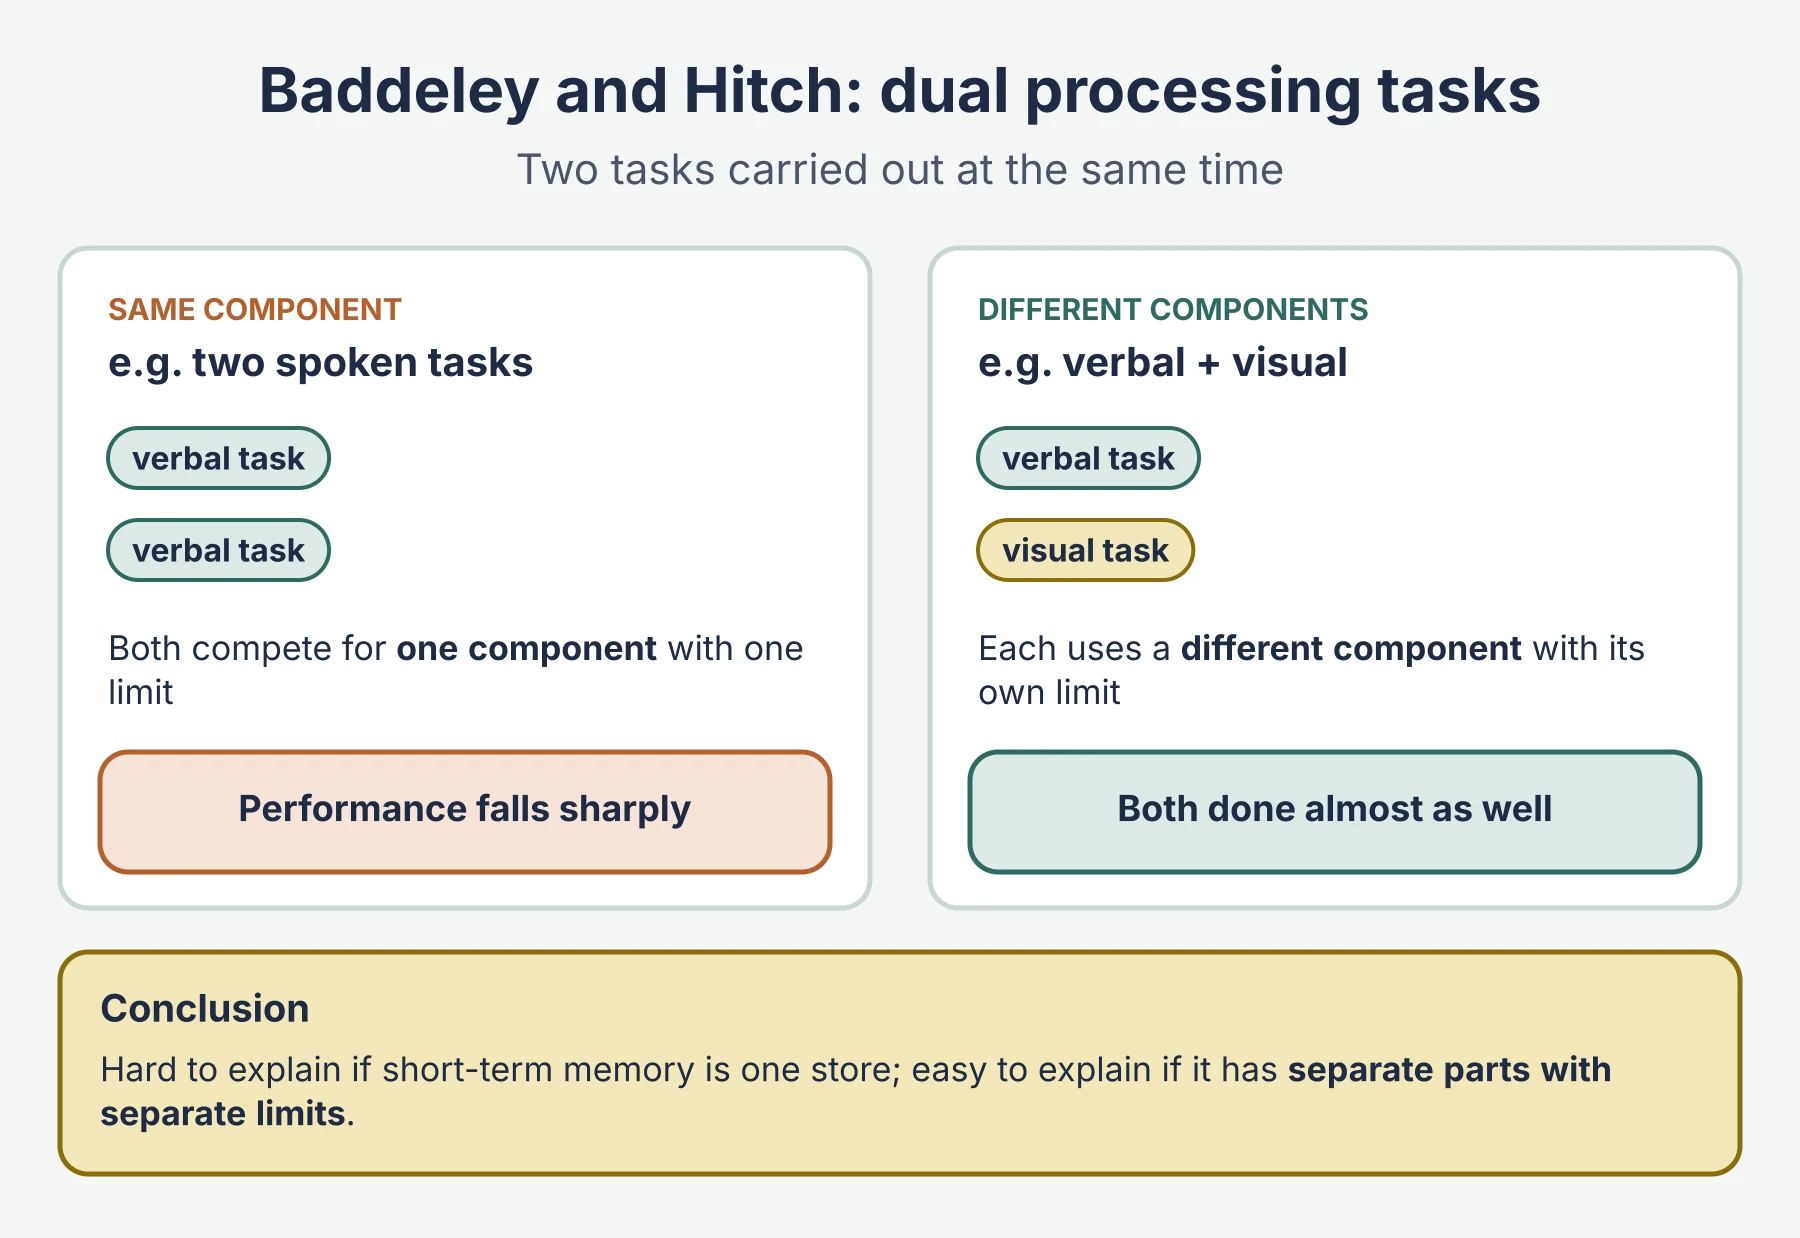 Baddeley and Hitch: dual processing tasks
Two tasks carried out at the same time
SAME COMPONENT
e.g. two spoken tasks
verbal task
verbal task
Both compete for one component with one
limit
Performance falls sharply
DIFFERENT COMPONENTS
e.g. verbal + visual
verbal task
visual task
Each uses a different component with its
own limit
Both done almost as well
Conclusion
Hard to explain if short-term memory is one store; easy to explain if it has separate parts with
separate limits.